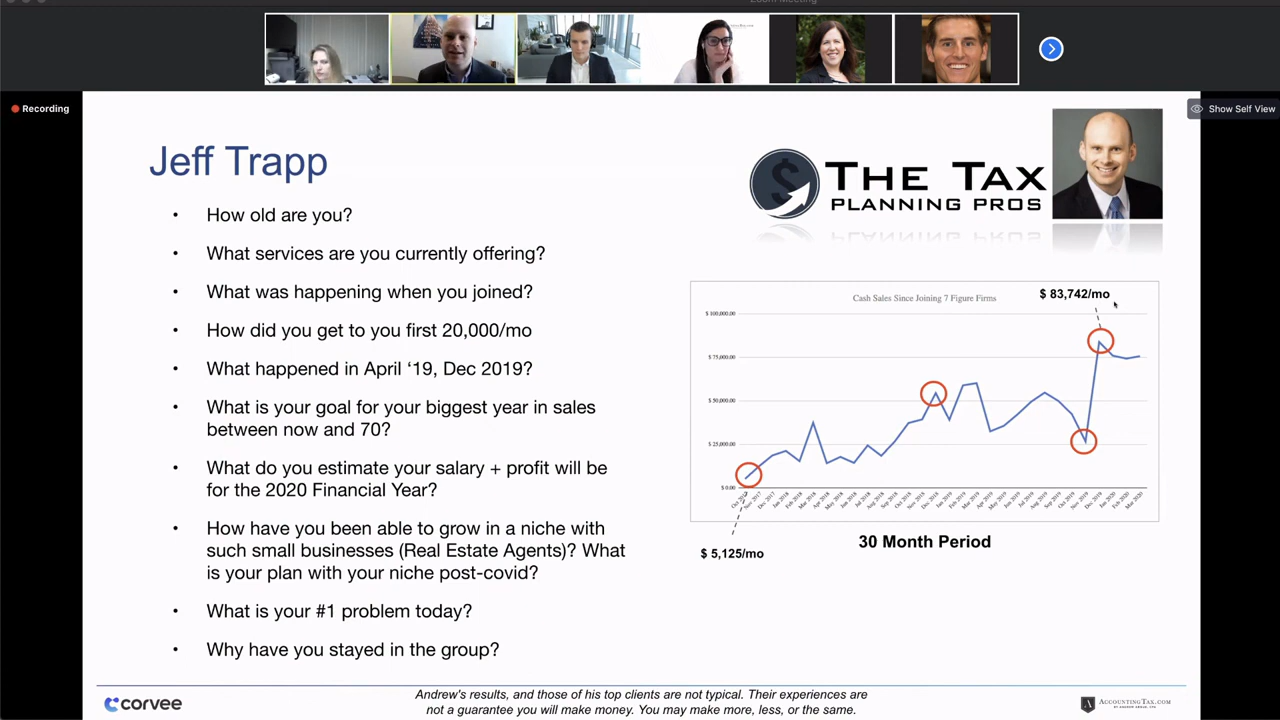 Zoom Meeting
Recording
Show Self View
Jeff Trapp
THE TAX
PLANNING PROS
• How old are you?
• What services are you currently offering?
• What was happening when you joined?
• How did you get to you first 20,000/mo
• What happened in April ‘19, Dec 2019?
• What is your goal for your biggest year in sales
between now and 70?
• What do you estimate your salary + profit will be
for the 2020 Financial Year?
• How have you been able to grow in a niche with
such small businesses (Real Estate Agents)? What
is your plan with your niche post-covid?
• What is your #1 problem today?
• Why have you stayed in the group?
Cash Sales Since Joining 7 Figure Firms
$ 83,742/mo
$ 100,000.00
$ 75,000.00
$ 50,000.00
$ 25,000.00
$ 0.00
$ 5,125/mo
30 Month Period
corvee
Andrew's results, and those of his top clients are not typical. Their experiences are
not a guarantee you will make money. You may make more, less, or the same.
ACCOUNTINGTAX.COM